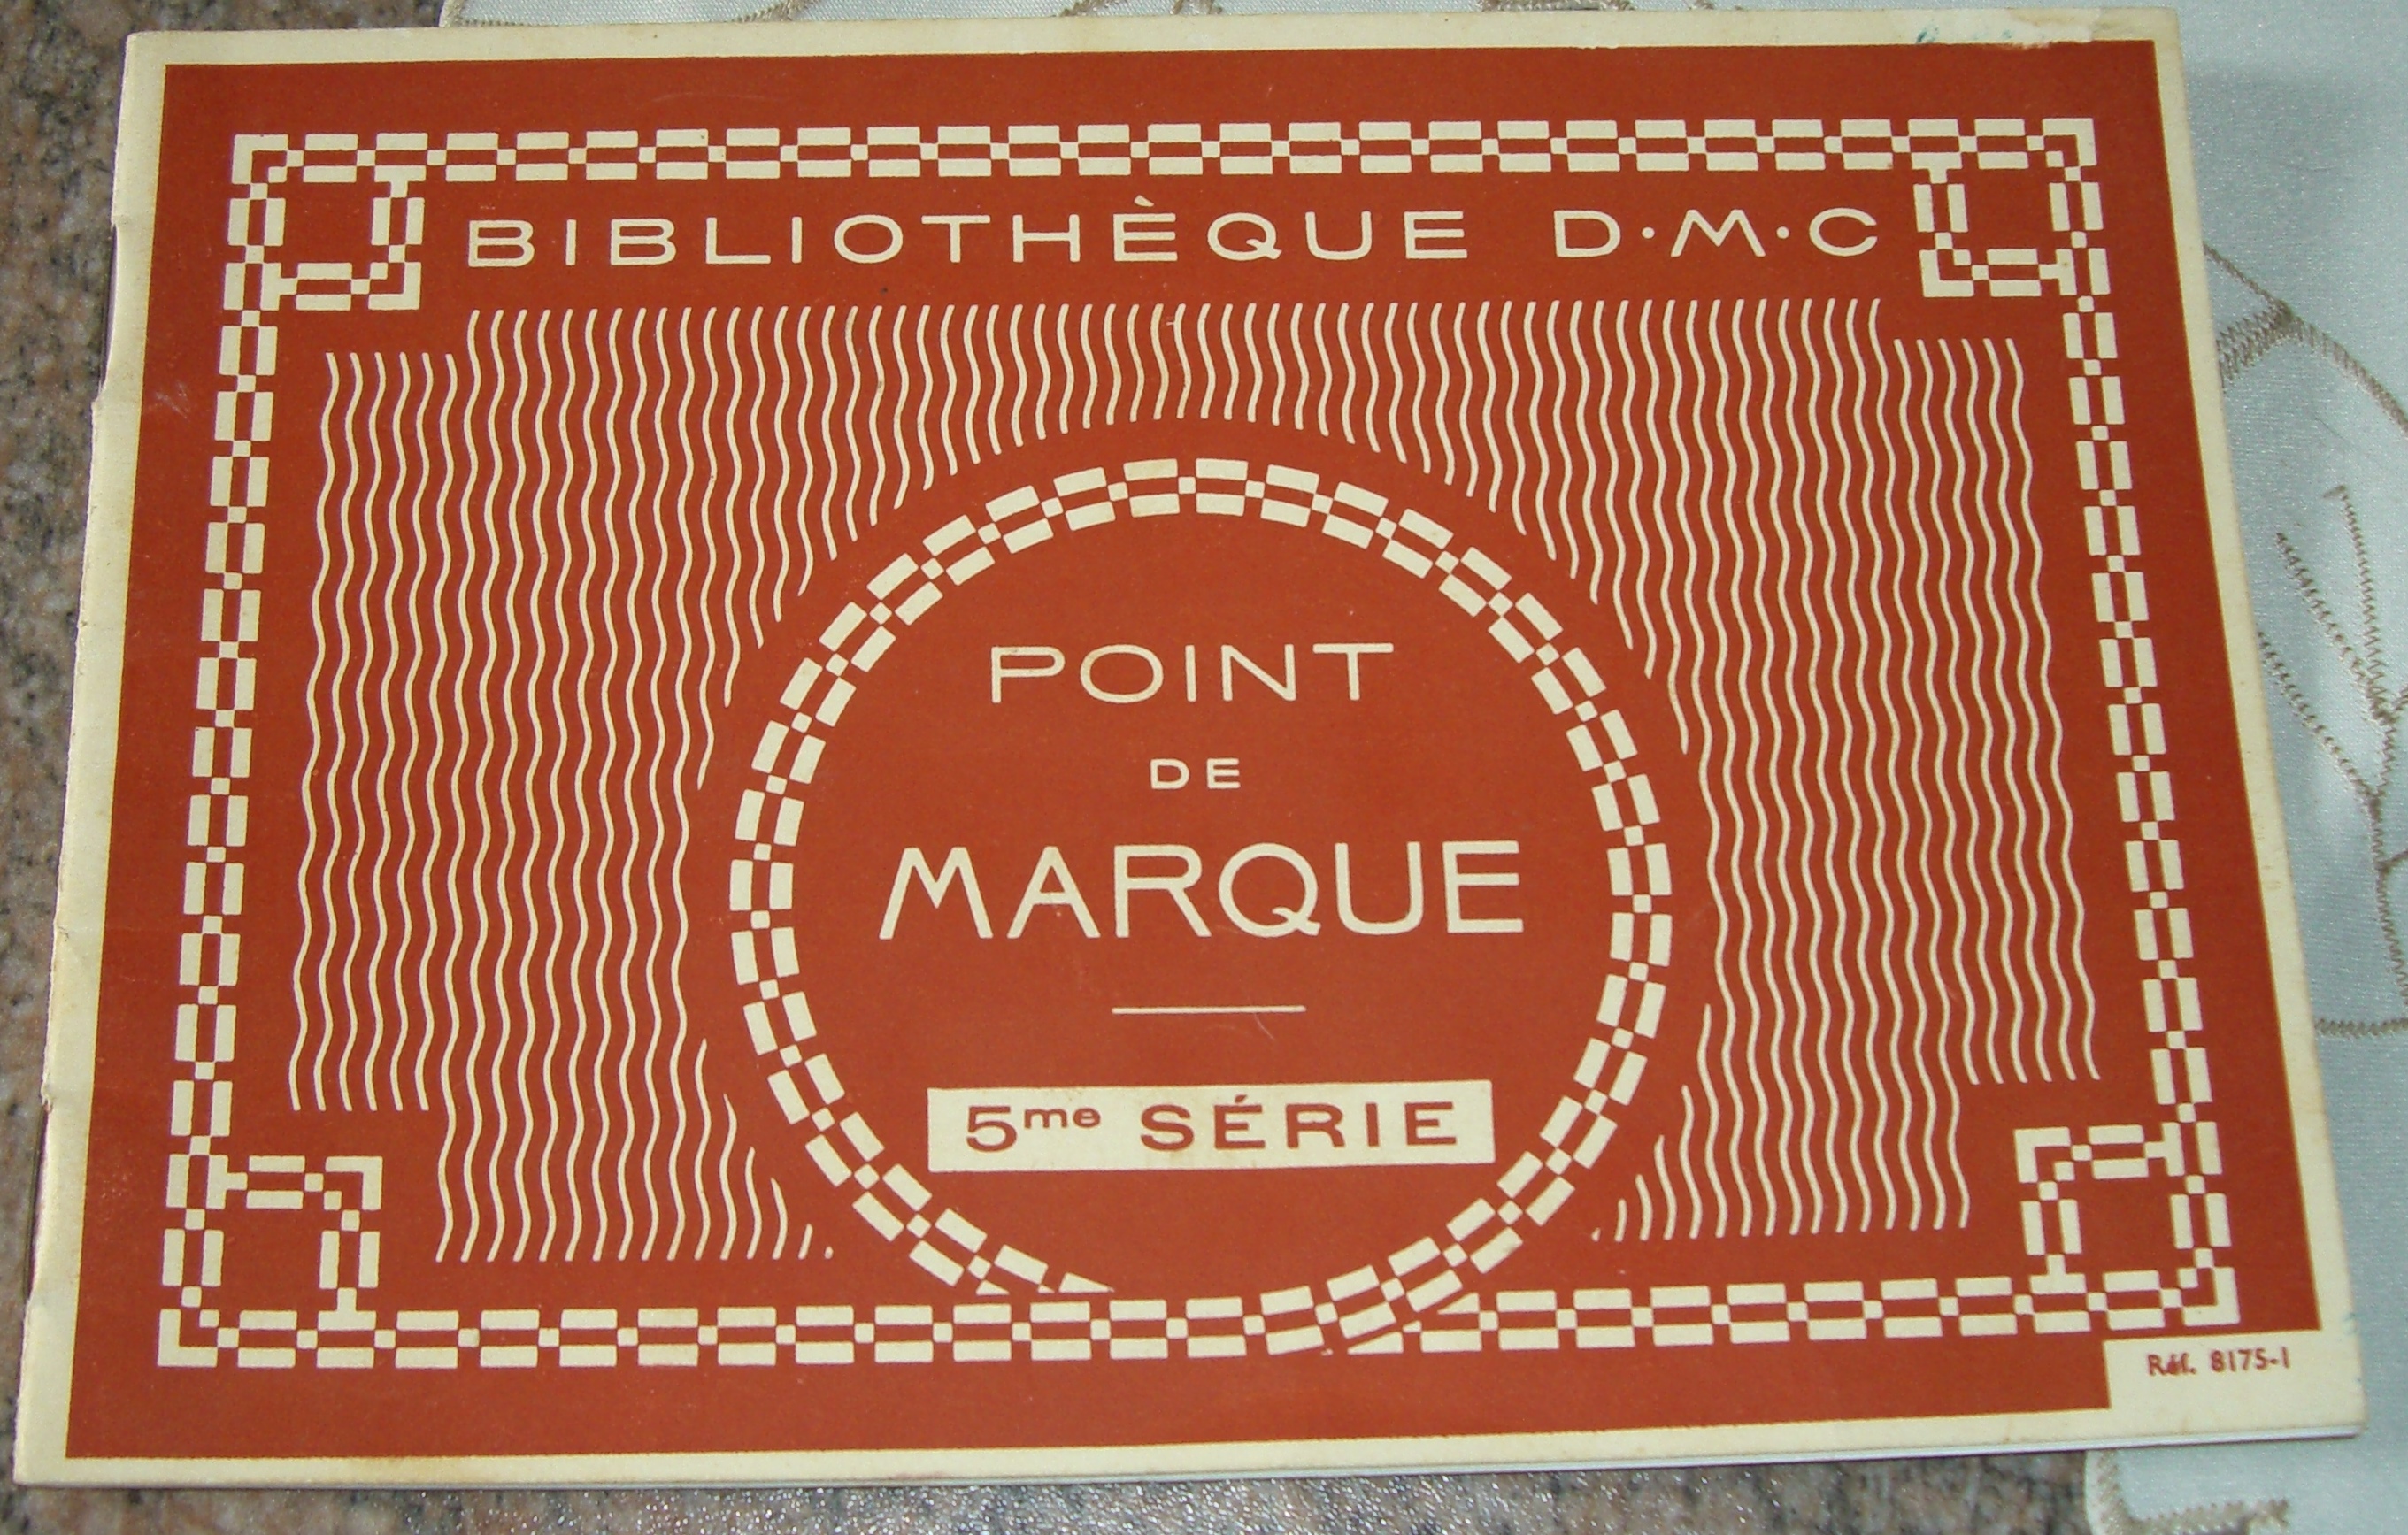 BIBLIOTHÈQUE D·M·C
POINT
DE
MARQUE
5me SÉRIE
Réf. 8175-1